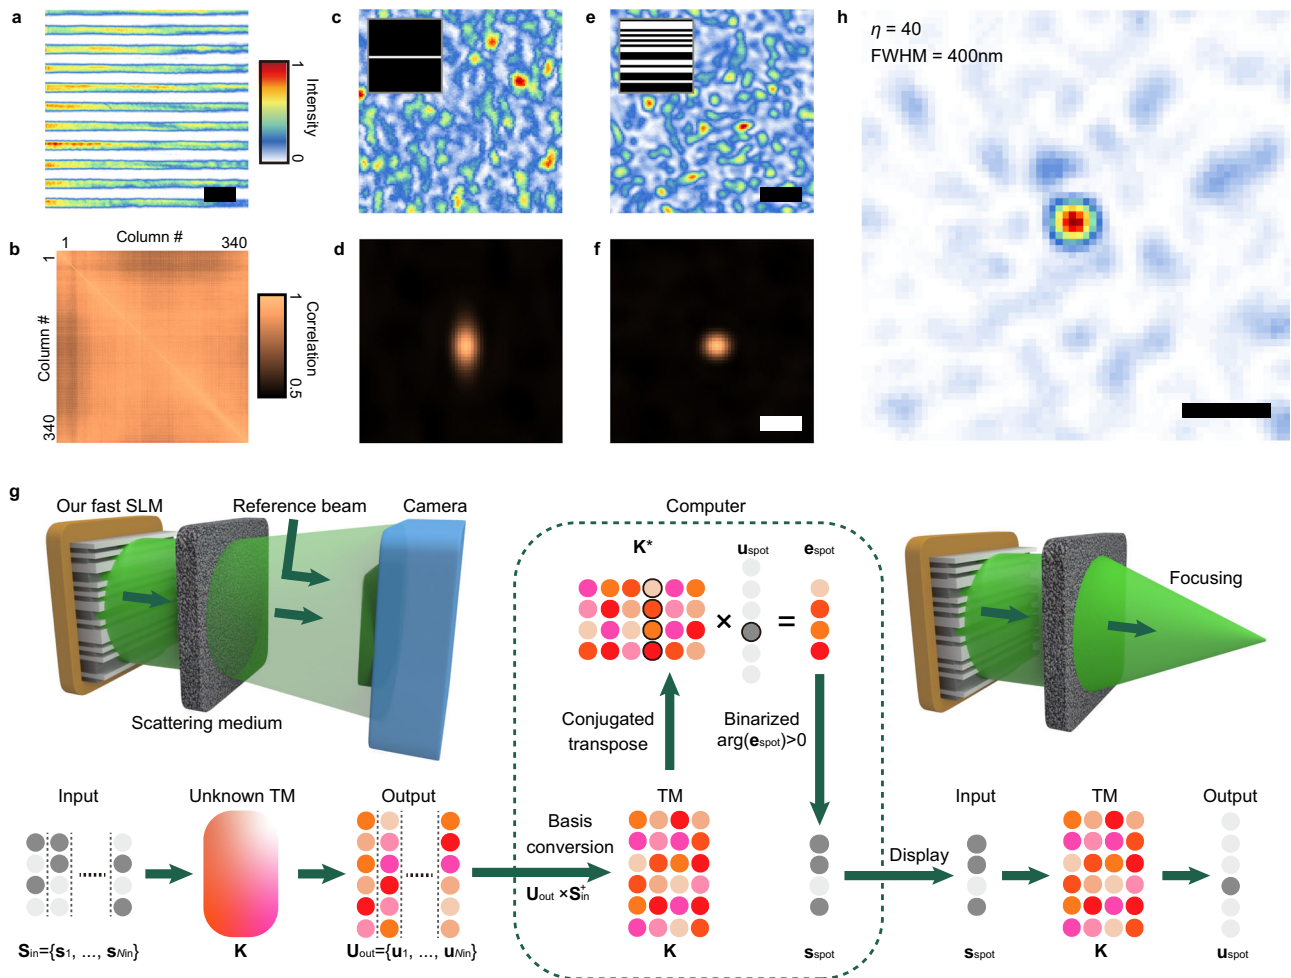 a
1
Intensity
0
b
1
Column #
340
1
Column #
340
1
Correlation
0.5
c
d
e
f
h
η = 40
FWHM = 400nm
g
Our fast SLM
Reference beam
Camera
Scattering medium
Computer
K*
uspot
espot
×
=
Conjugated
transpose
Binarized
arg(espot)>0
Focusing
Input
Unknown TM
Output
Basis
conversion
Uout ×S+in
TM
Display
Input
TM
Output
Sin={s1, ..., sNin}
K
Uout={u1, ..., uNin}
K
sspot
sspot
K
uspot